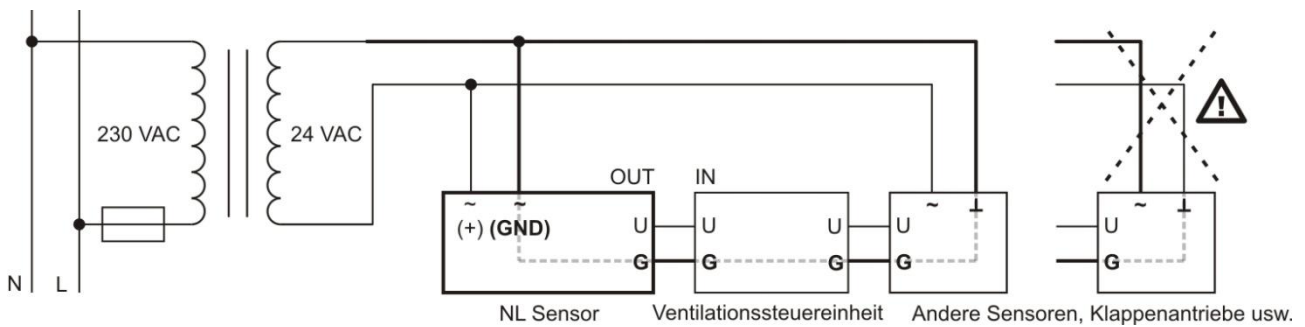 230 VAC
24 VAC
OUT IN
~ ~ ~ ⊥ ~ ⊥
(+) (GND) U U U U U
G G G G G
N L
NL Sensor Ventilationssteuereinheit Andere Sensoren, Klappenantriebe usw.